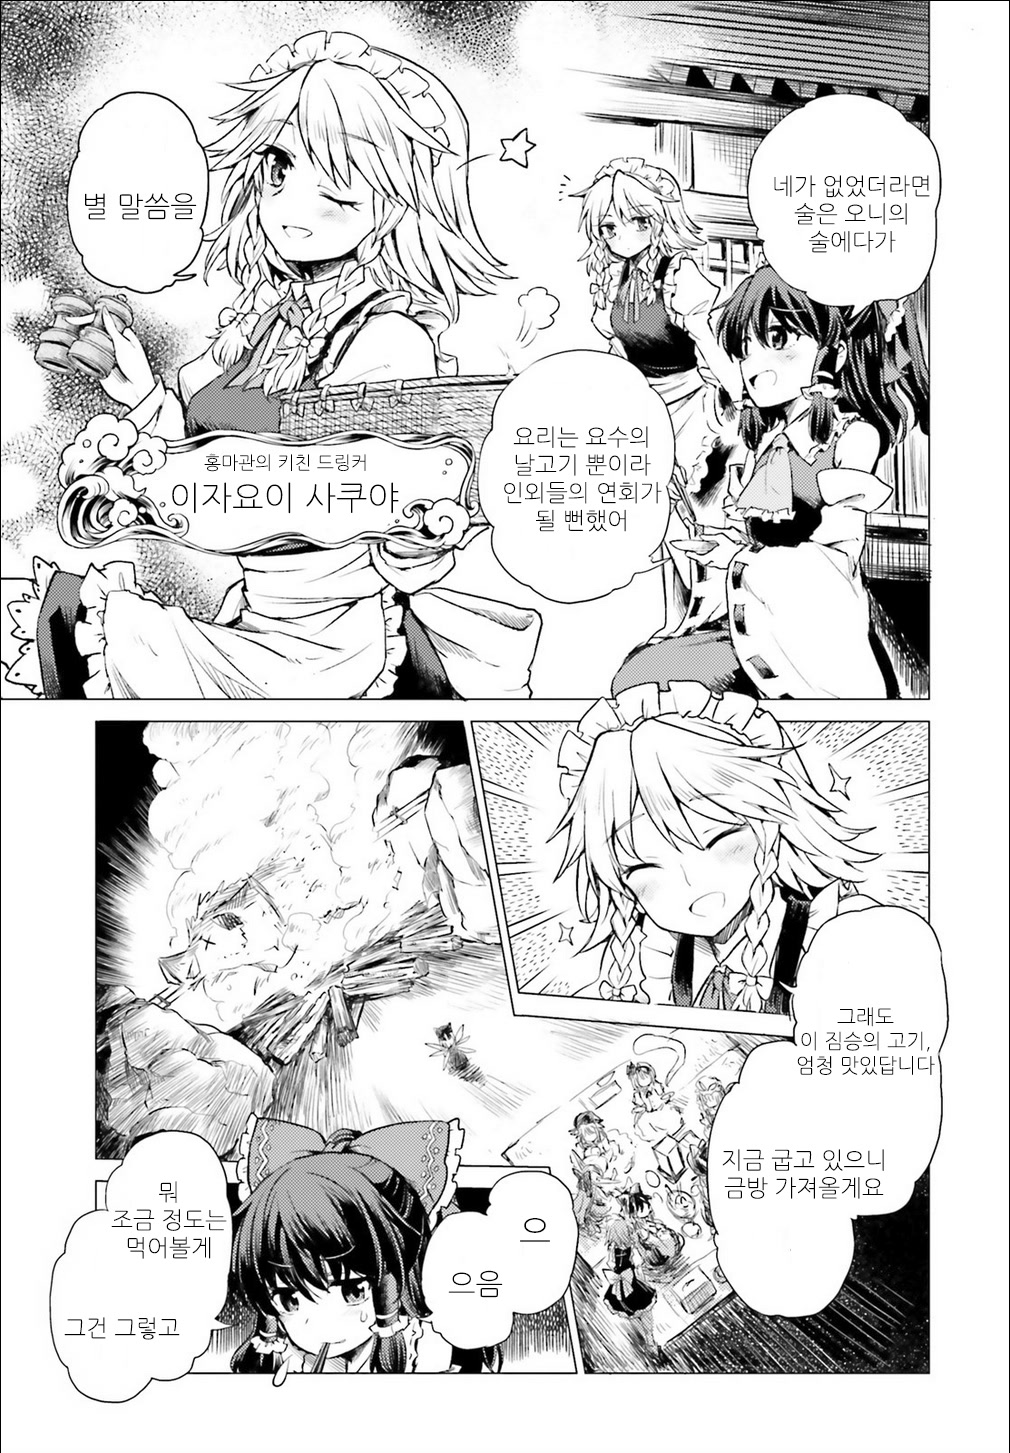 네가 없었더라면
술은 오니의
술에다가
요리는 요수의
날고기 뿐이라
인외들의 연회가
될 뻔했어
별 말씀을
홍마관의 키친 드링커
이자요이 사쿠야
그래도
이 짐승의 고기,
엄청 맛있답니다
지금 굽고 있으니
금방 가져올게요
으
으음
뭐
조금 정도는
먹어볼게
그건 그렇고